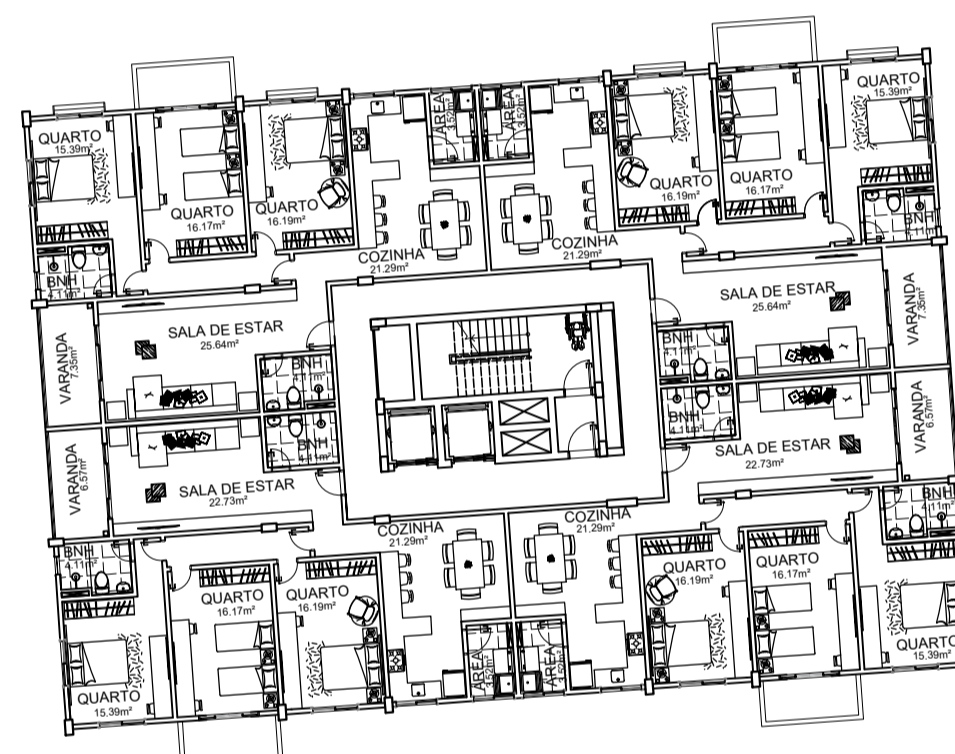 QUARTO
15.39m²
QUARTO
16.17m²
QUARTO
16.19m²
ÁREA
3.52m²
COZINHA
21.29m²
BNH
4.11m²
SALA DE ESTAR
25.64m²
VARANDA
7.35m²
BNH
4.11m²
ÁREA
3.52m²
QUARTO
16.19m²
QUARTO
16.17m²
QUARTO
15.39m²
COZINHA
21.29m²
BNH
4.11m²
SALA DE ESTAR
25.64m²
VARANDA
7.35m²
BNH
4.11m²
VARANDA
6.57m²
SALA DE ESTAR
22.73m²
BNH
4.11m²
COZINHA
21.29m²
BNH
4.11m²
QUARTO
15.39m²
QUARTO
16.17m²
QUARTO
16.19m²
ÁREA
3.52m²
BNH
4.11m²
SALA DE ESTAR
22.73m²
VARANDA
6.57m²
COZINHA
21.29m²
BNH
4.11m²
ÁREA
3.52m²
QUARTO
16.19m²
QUARTO
16.17m²
QUARTO
15.39m²